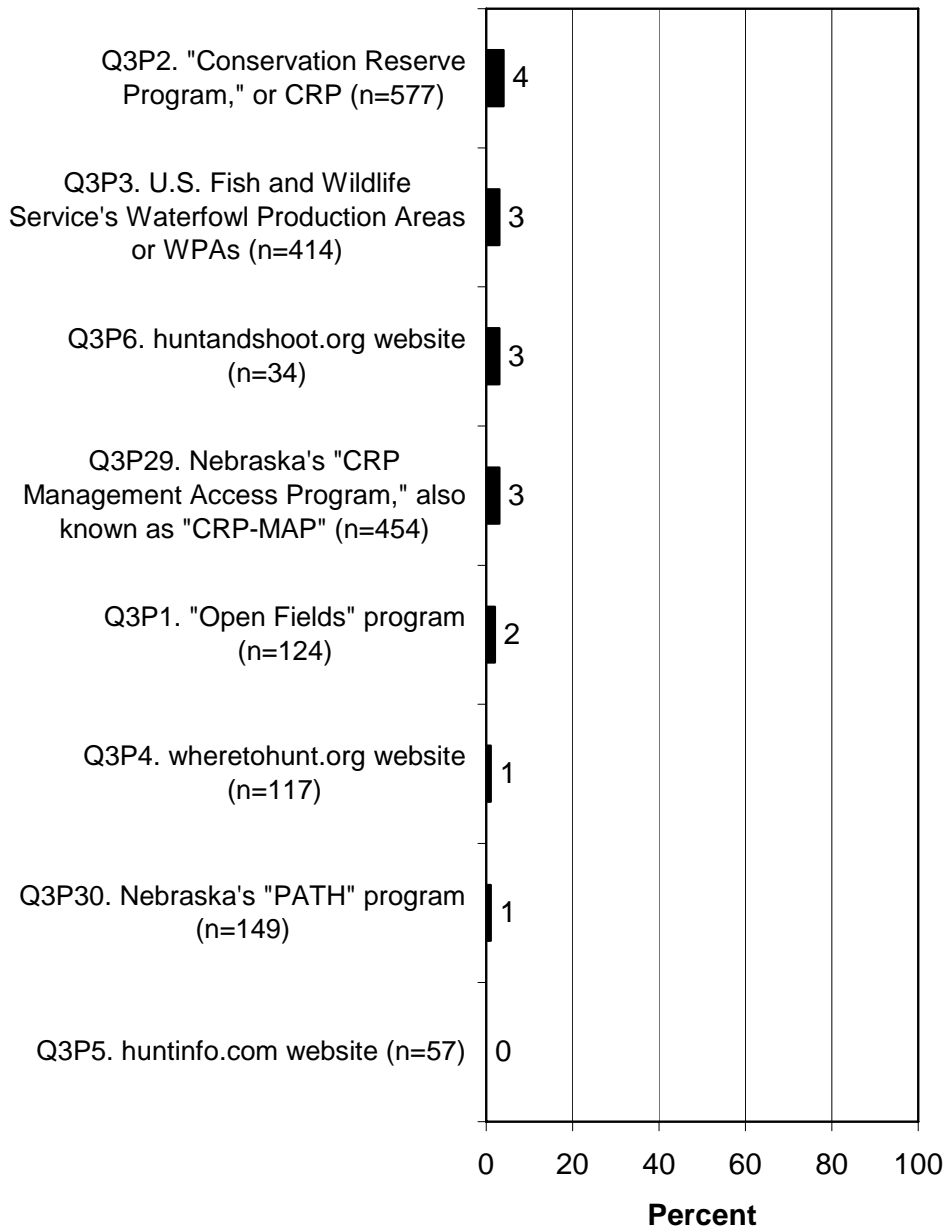 Q3P2. "Conservation Reserve
Program," or CRP (n=577)
4
Q3P3. U.S. Fish and Wildlife
Service's Waterfowl Production Areas
or WPAs (n=414)
3
Q3P6. huntandshoot.org website
(n=34)
3
Q3P29. Nebraska's "CRP
Management Access Program," also
known as "CRP-MAP" (n=454)
3
Q3P1. "Open Fields" program
(n=124)
2
Q3P4. wheretohunt.org website
(n=117)
1
Q3P30. Nebraska's "PATH" program
(n=149)
1
Q3P5. huntinfo.com website (n=57)
0
0 20 40 60 80 100
Percent